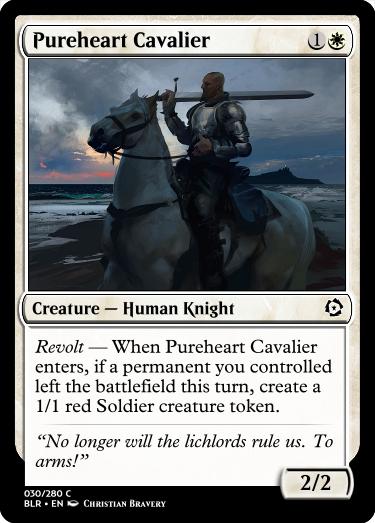 Pureheart Cavalier 1
Creature — Human Knight
Revolt — When Pureheart Cavalier
enters, if a permanent you controlled
left the battlefield this turn, create a
1/1 red Soldier creature token.
“No longer will the lichlords rule us. To
arms!”
2/2
030/280 C
BLR • EN Christian Bravery